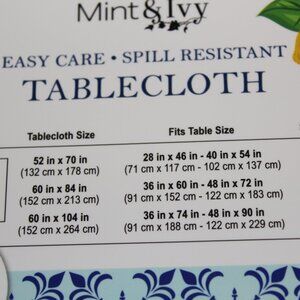 Mint&Ivy
EASY CARE • SPILL RESISTANT
TABLECLOTH
Tablecloth Size Fits Table Size
52 in x 70 in 28 in x 46 in - 40 in x 54 in
(132 cm x 178 cm) (71 cm x 117 cm - 102 cm x 137 cm)
60 in x 84 in 36 in x 60 in - 48 in x 72 in
(152 cm x 213 cm) (91 cm x 152 cm - 122 cm x 183 cm)
60 in x 104 in 36 in x 74 in - 48 in x 90 in
(152 cm x 264 cm) (91 cm x 188 cm - 122 cm x 229 cm)